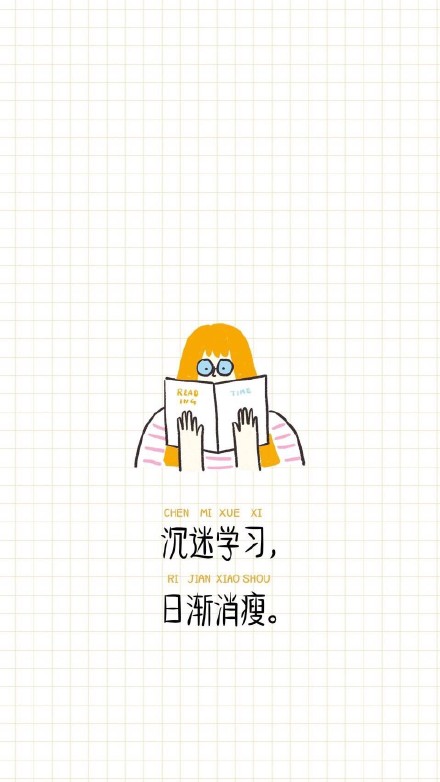 READ
ING
TIME
CHEN MI XUE XI
沉迷学习,
RI JIAN XIAO SHOU
日渐消瘦。